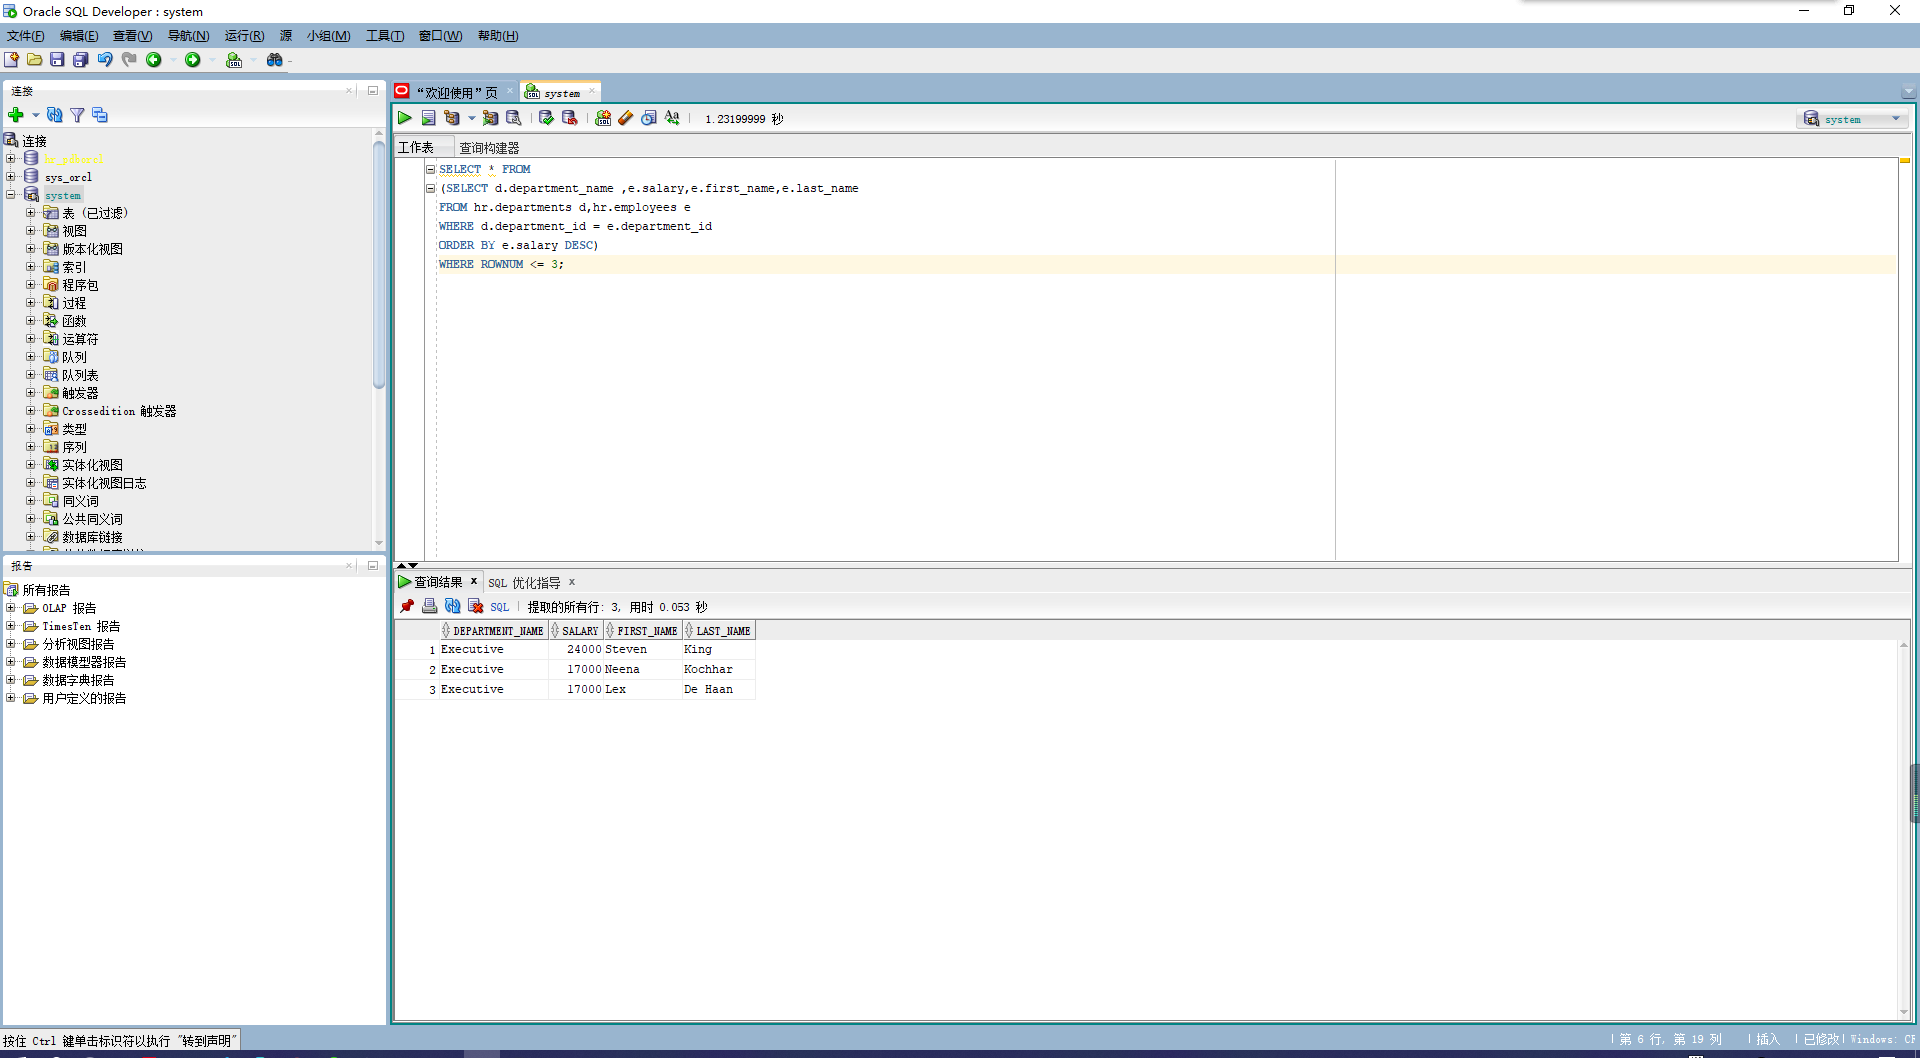 Oracle SQL Developer : system
文件(F) 编辑(E) 查看(V) 导航(N) 运行(R) 源 小组(M) 工具(T) 窗口(W) 帮助(H)
连接
连接
sys_orcl
system
表 (已过滤)
视图
版本化视图
索引
程序包
过程
函数
运算符
队列
队列表
触发器
Crossedition 触发器
类型
序列
实体化视图
实体化视图日志
同义词
公共同义词
数据库链接
报告
所有报告
OLAP 报告
TimesTen 报告
分析视图报告
数据模型器报告
数据字典报告
用户定义的报告
“欢迎使用”页 system
1.23199999 秒
system
工作表 查询构建器
SELECT * FROM
(SELECT d.department_name ,e.salary,e.first_name,e.last_name
FROM hr.departments d,hr.employees e
WHERE d.department_id = e.department_id
ORDER BY e.salary DESC)
WHERE ROWNUM <= 3;
查询结果 x SQL 优化指导 x
SQL | 提取的所有行: 3, 用时 0.053 秒
DEPARTMENT_NAME SALARY FIRST_NAME LAST_NAME
1 Executive 24000 Steven King
2 Executive 17000 Neena Kochhar
3 Executive 17000 Lex De Haan
按住 Ctrl 键单击标识符以执行 "转到声明"
第 6 行, 第 19 列 | 插入 | 已修改 | Windows: CF